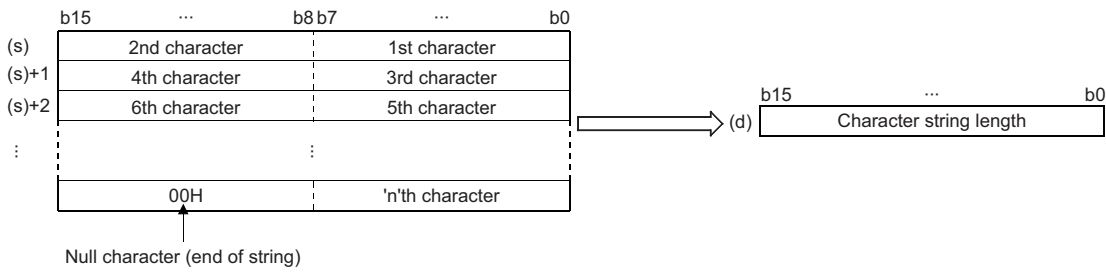 b15 ··· b8 b7 ··· b0
(s) 2nd character 1st character
(s)+1 4th character 3rd character
(s)+2 6th character 5th character
⋮ ⋮
00H 'n'th character
Null character (end of string)
b15 ··· b0
(d) Character string length